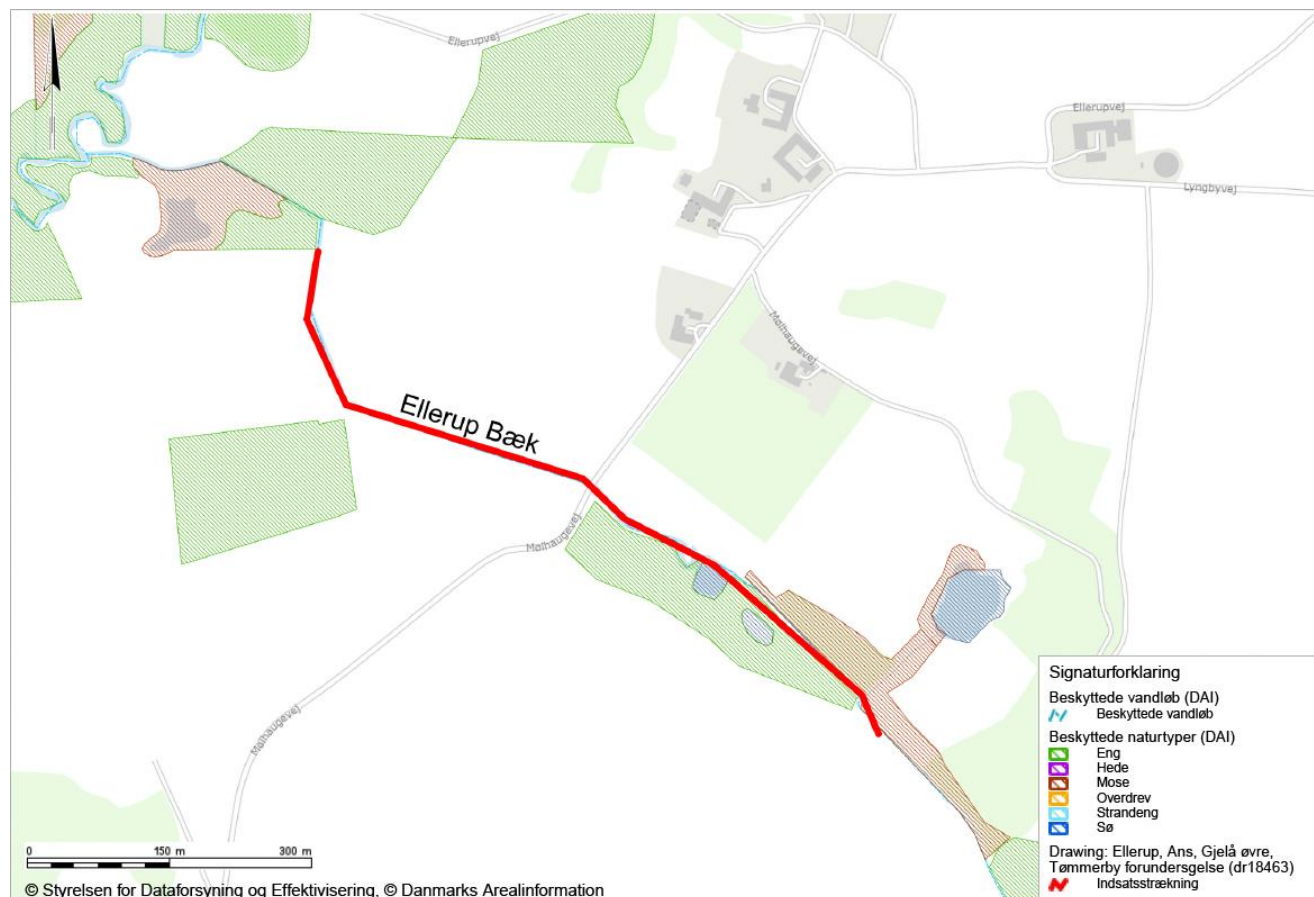 Ellerupvej
Ellerupvej
Lyngbyvej
Mølhaugevej
Ellerup Bæk
Mølhaugevej
Mølhaugevej
Signaturforklaring
Beskyttede vandløb (DAI)
Beskyttede vandløb
Beskyttede naturtyper (DAI)
Eng
Hede
Mose
Overdrev
Strandeng
Sø
Drawing: Ellerup, Ans, Gjelå øvre,
Tømmerby forundersgelse (dr18463)
Indsatsstrækning
0 150 m 300 m
© Styrelsen for Dataforsyning og Effektivisering, © Danmarks Arealinformation